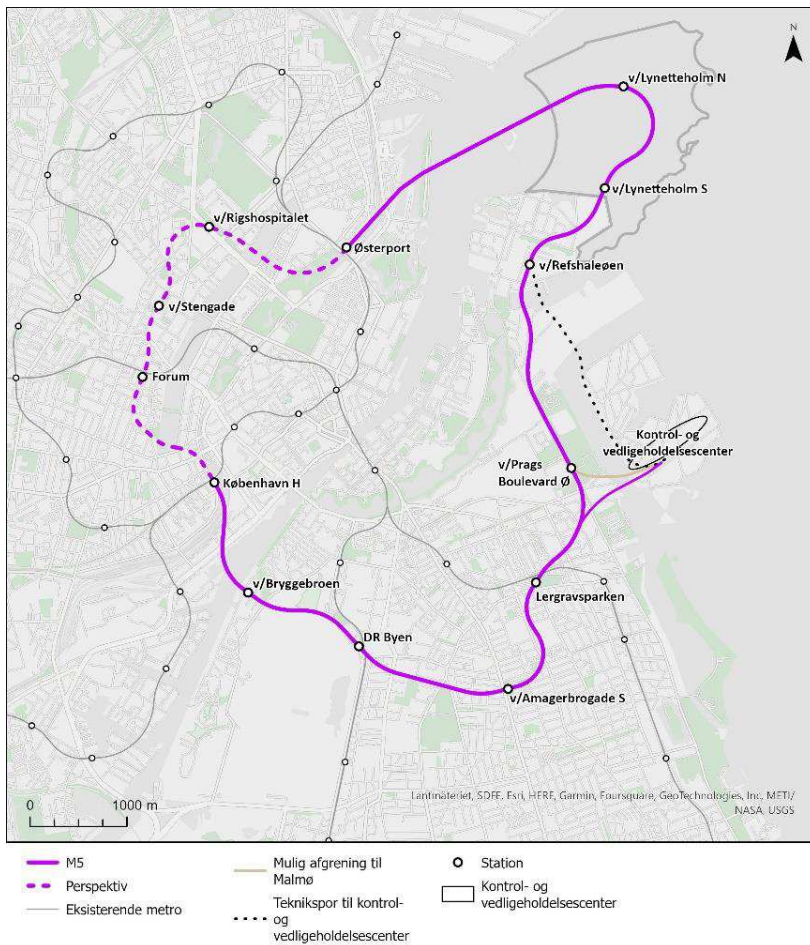 N
v/Lynetteholm N
v/Lynetteholm S
v/Rigshospitalet
Østerport
v/Refshaleøen
v/Stengade
Forum
Kontrol- og
vedligeholdelsescenter
v/Prags
Boulevard Ø
København H
v/Bryggebroen
Lergravsparken
DR Byen
v/Amagerbrogade S
0 1000 m
Lantmäteriet, SDFE, Esri, HERE, Garmin, Foursquare, GeoTechnologies, Inc, METI/
NASA, USGS
M5
Perspektiv
Eksisterende metro
Mulig afgrening til
Malmø
Teknikspor til kontrol-
og
vedligeholdelsescenter
Station
Kontrol- og
vedligeholdelsescenter